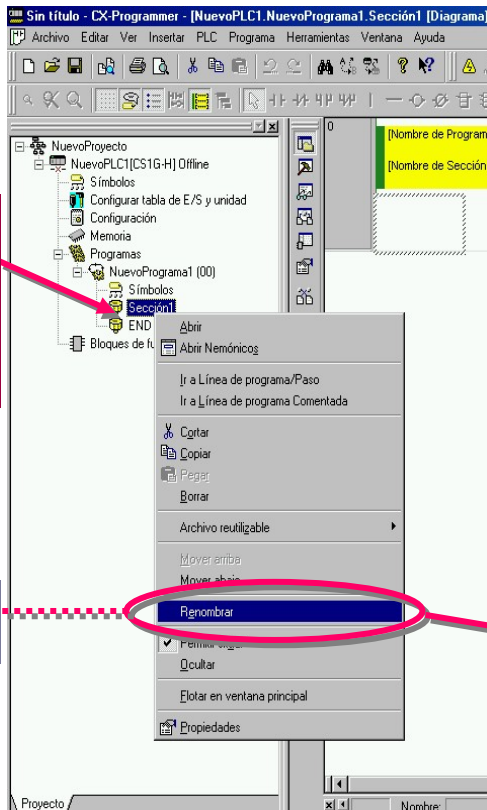 Sin título - CX-Programmer - [NuevoPLC1.NuevoPrograma1.Sección1 [Diagrama]
Archivo Editar Ver Insertar PLC Programa Herramientas Ventana Ayuda
NuevoProyecto
NuevoPLC1[CS1G-H] Offline
Símbolos
Configurar tabla de E/S y unidad
Configuración
Memoria
Programas
NuevoPrograma1 (00)
Símbolos
Sección1
END
Bloques de fu
Abrir
Abrir Nemónicos
Ir a Línea de programa/Paso
Ir a Línea de programa Comentada
Cortar
Copiar
Pegar
Borrar
Archivo reutilizable
Mover arriba
Mover abajo
Renombrar
Ocultar
Flotar en ventana principal
Propiedades
0
[Nombre de Program
[Nombre de Sección
Proyecto
Nombre: